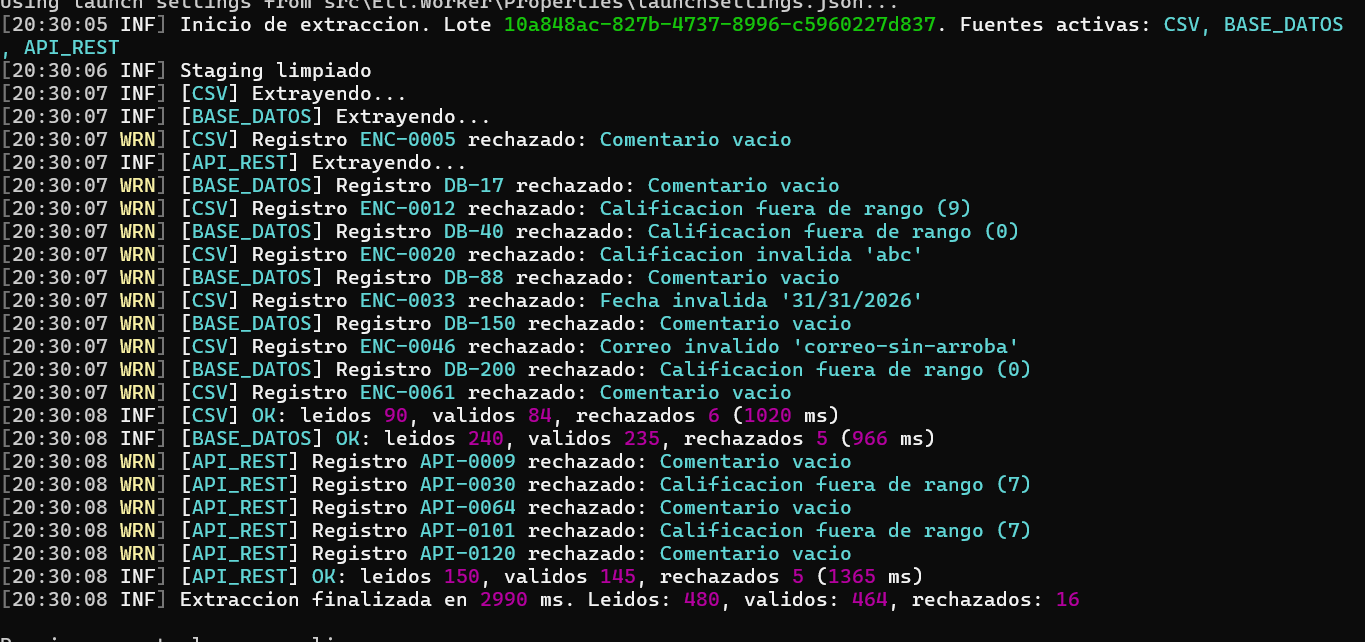 Using launch settings from src\Etl.Worker\Properties\launchSettings.json...
[20:30:05 INF] Inicio de extraccion. Lote 10a848ac-827b-4737-8996-c5960227d837. Fuentes activas: CSV, BASE_DATOS
, API_REST
[20:30:06 INF] Staging limpiado
[20:30:07 INF] [CSV] Extrayendo...
[20:30:07 INF] [BASE_DATOS] Extrayendo...
[20:30:07 WRN] [CSV] Registro ENC-0005 rechazado: Comentario vacio
[20:30:07 INF] [API_REST] Extrayendo...
[20:30:07 WRN] [BASE_DATOS] Registro DB-17 rechazado: Comentario vacio
[20:30:07 WRN] [CSV] Registro ENC-0012 rechazado: Calificacion fuera de rango (9)
[20:30:07 WRN] [BASE_DATOS] Registro DB-40 rechazado: Calificacion fuera de rango (0)
[20:30:07 WRN] [CSV] Registro ENC-0020 rechazado: Calificacion invalida 'abc'
[20:30:07 WRN] [BASE_DATOS] Registro DB-88 rechazado: Comentario vacio
[20:30:07 WRN] [CSV] Registro ENC-0033 rechazado: Fecha invalida '31/31/2026'
[20:30:07 WRN] [BASE_DATOS] Registro DB-150 rechazado: Comentario vacio
[20:30:07 WRN] [CSV] Registro ENC-0046 rechazado: Correo invalido 'correo-sin-arroba'
[20:30:07 WRN] [BASE_DATOS] Registro DB-200 rechazado: Calificacion fuera de rango (0)
[20:30:07 WRN] [CSV] Registro ENC-0061 rechazado: Comentario vacio
[20:30:08 INF] [CSV] OK: leidos 90, validos 84, rechazados 6 (1020 ms)
[20:30:08 INF] [BASE_DATOS] OK: leidos 240, validos 235, rechazados 5 (966 ms)
[20:30:08 WRN] [API_REST] Registro API-0009 rechazado: Comentario vacio
[20:30:08 WRN] [API_REST] Registro API-0030 rechazado: Calificacion fuera de rango (7)
[20:30:08 WRN] [API_REST] Registro API-0064 rechazado: Comentario vacio
[20:30:08 WRN] [API_REST] Registro API-0101 rechazado: Calificacion fuera de rango (7)
[20:30:08 WRN] [API_REST] Registro API-0120 rechazado: Comentario vacio
[20:30:08 INF] [API_REST] OK: leidos 150, validos 145, rechazados 5 (1365 ms)
[20:30:08 INF] Extraccion finalizada en 2990 ms. Leidos: 480, validos: 464, rechazados: 16